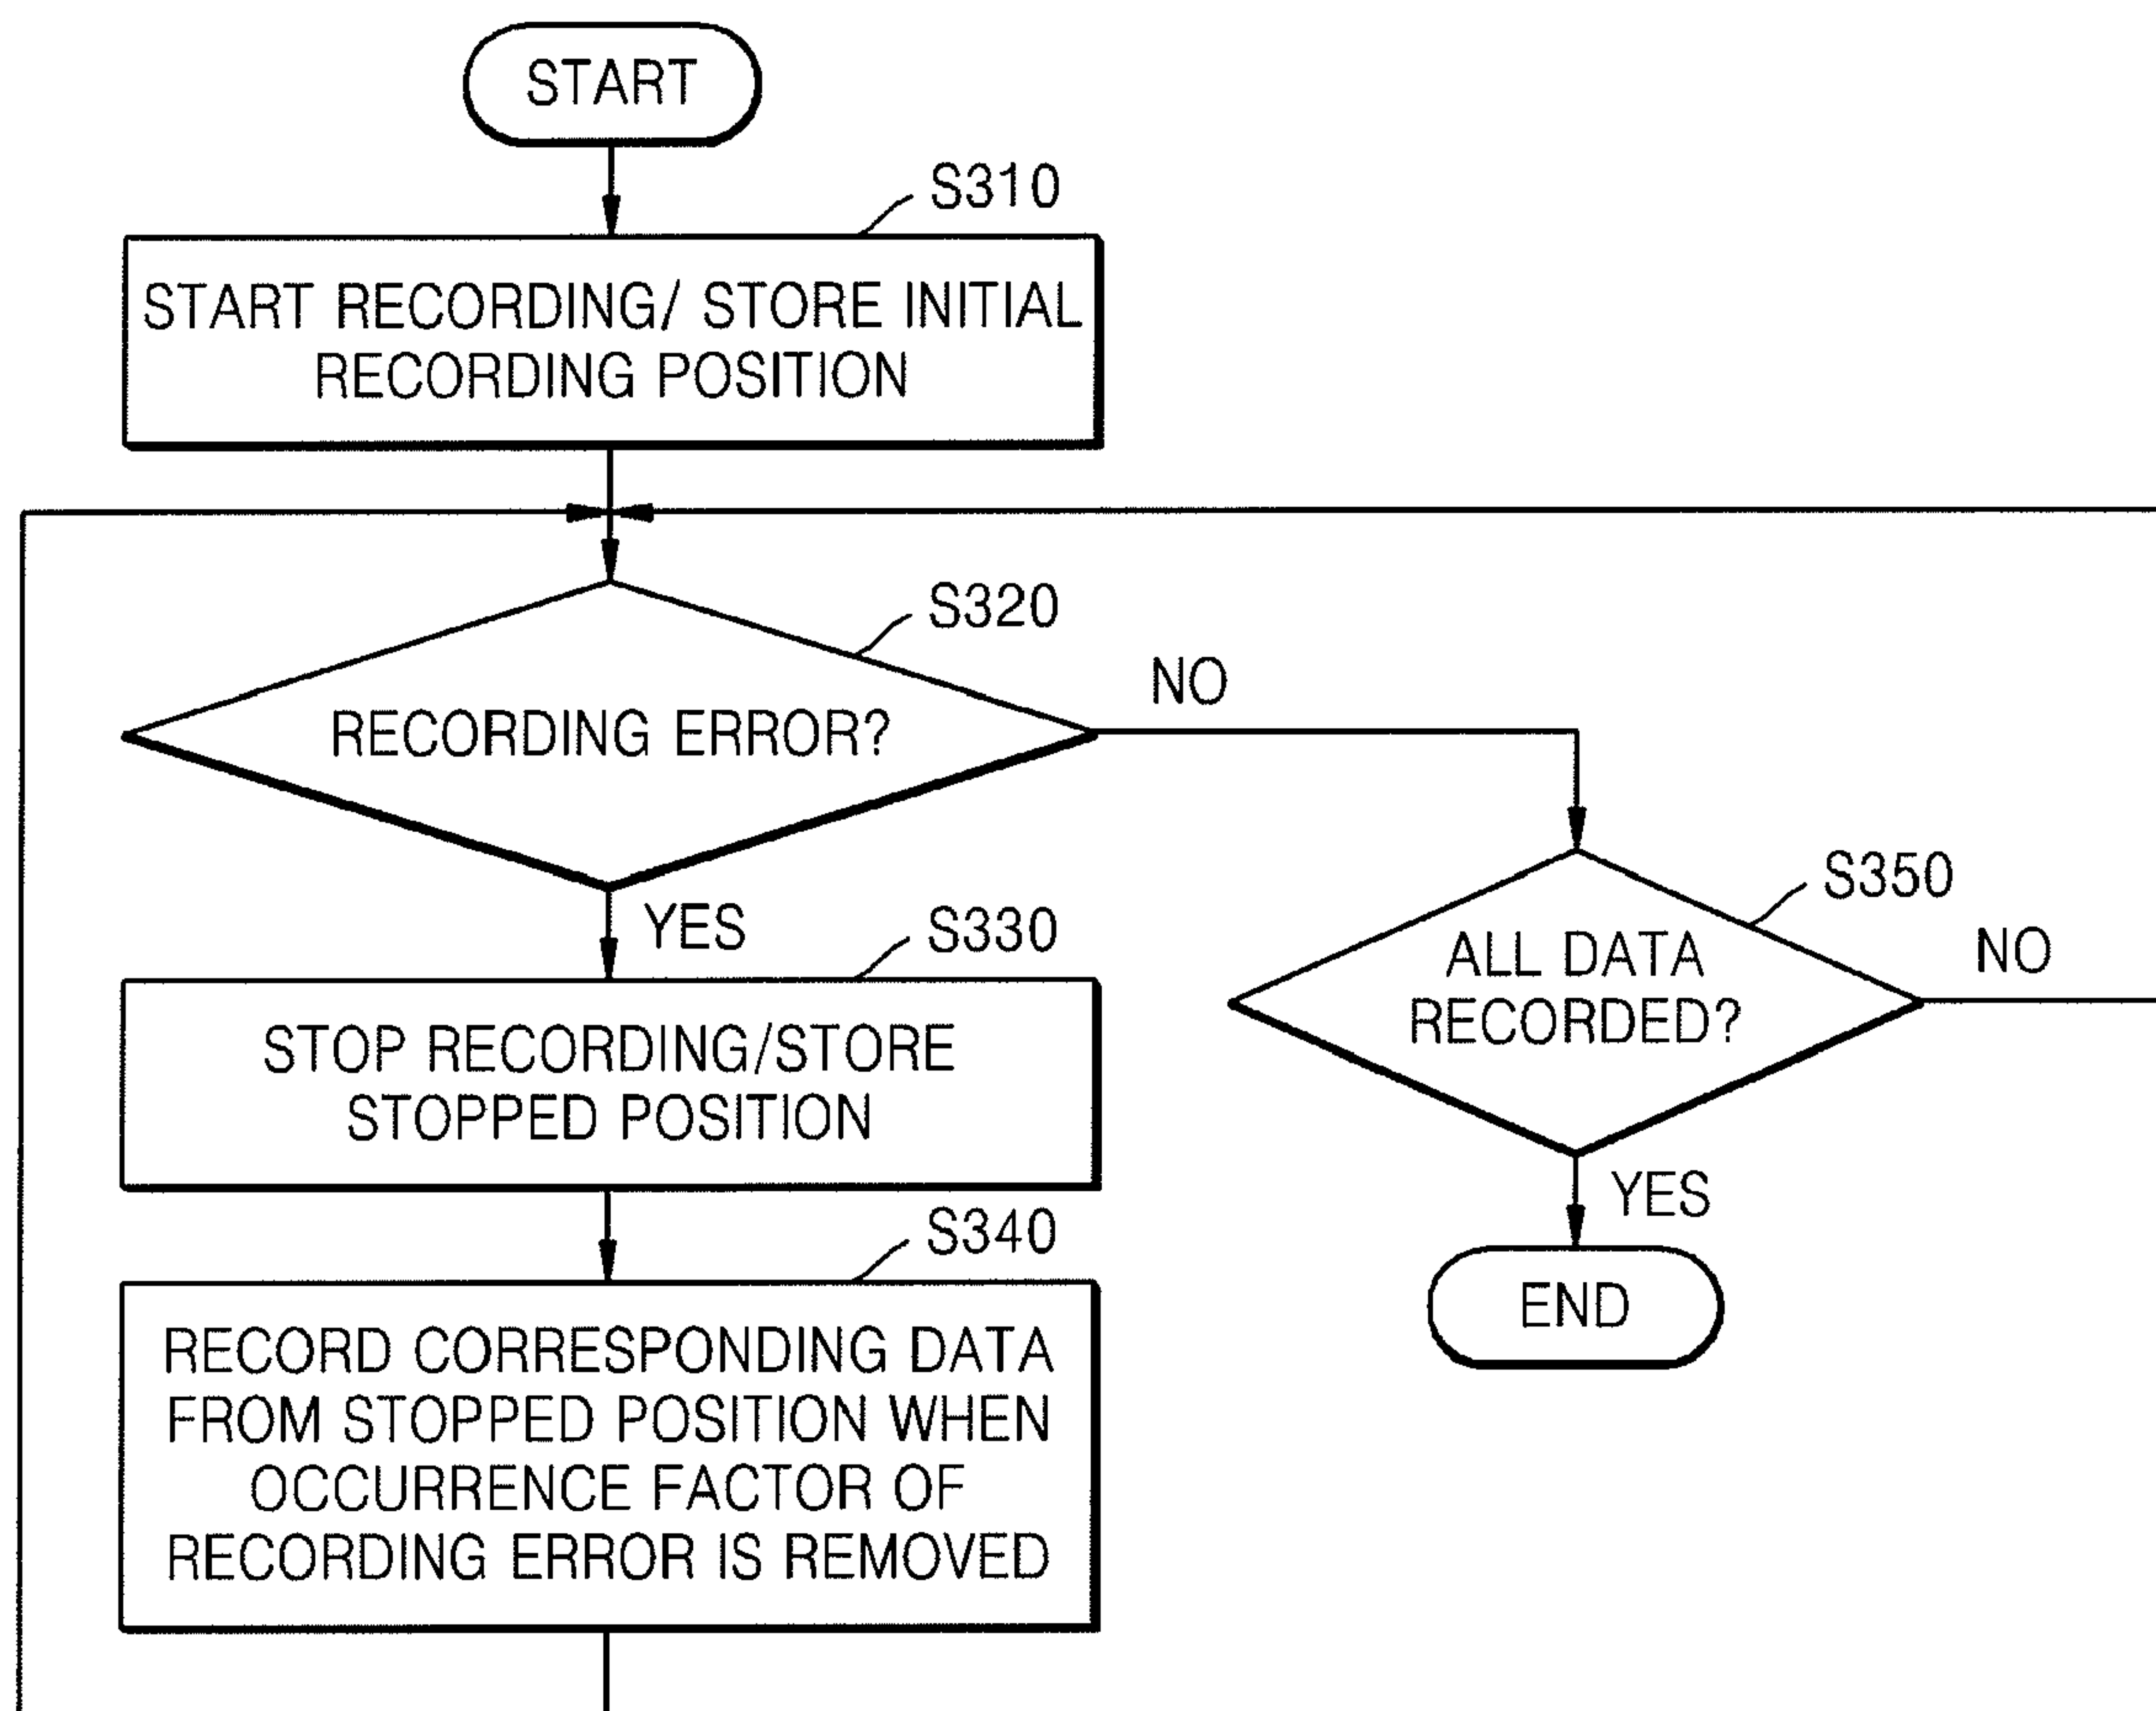 START
S310
START RECORDING/ STORE INITIAL
RECORDING POSITION
S320
NO
RECORDING ERROR?
YES
S330
STOP RECORDING/STORE
STOPPED POSITION
S340
RECORD CORRESPONDING DATA
FROM STOPPED POSITION WHEN
OCCURRENCE FACTOR OF
RECORDING ERROR IS REMOVED
S350
NO
ALL DATA
RECORDED?
YES
END